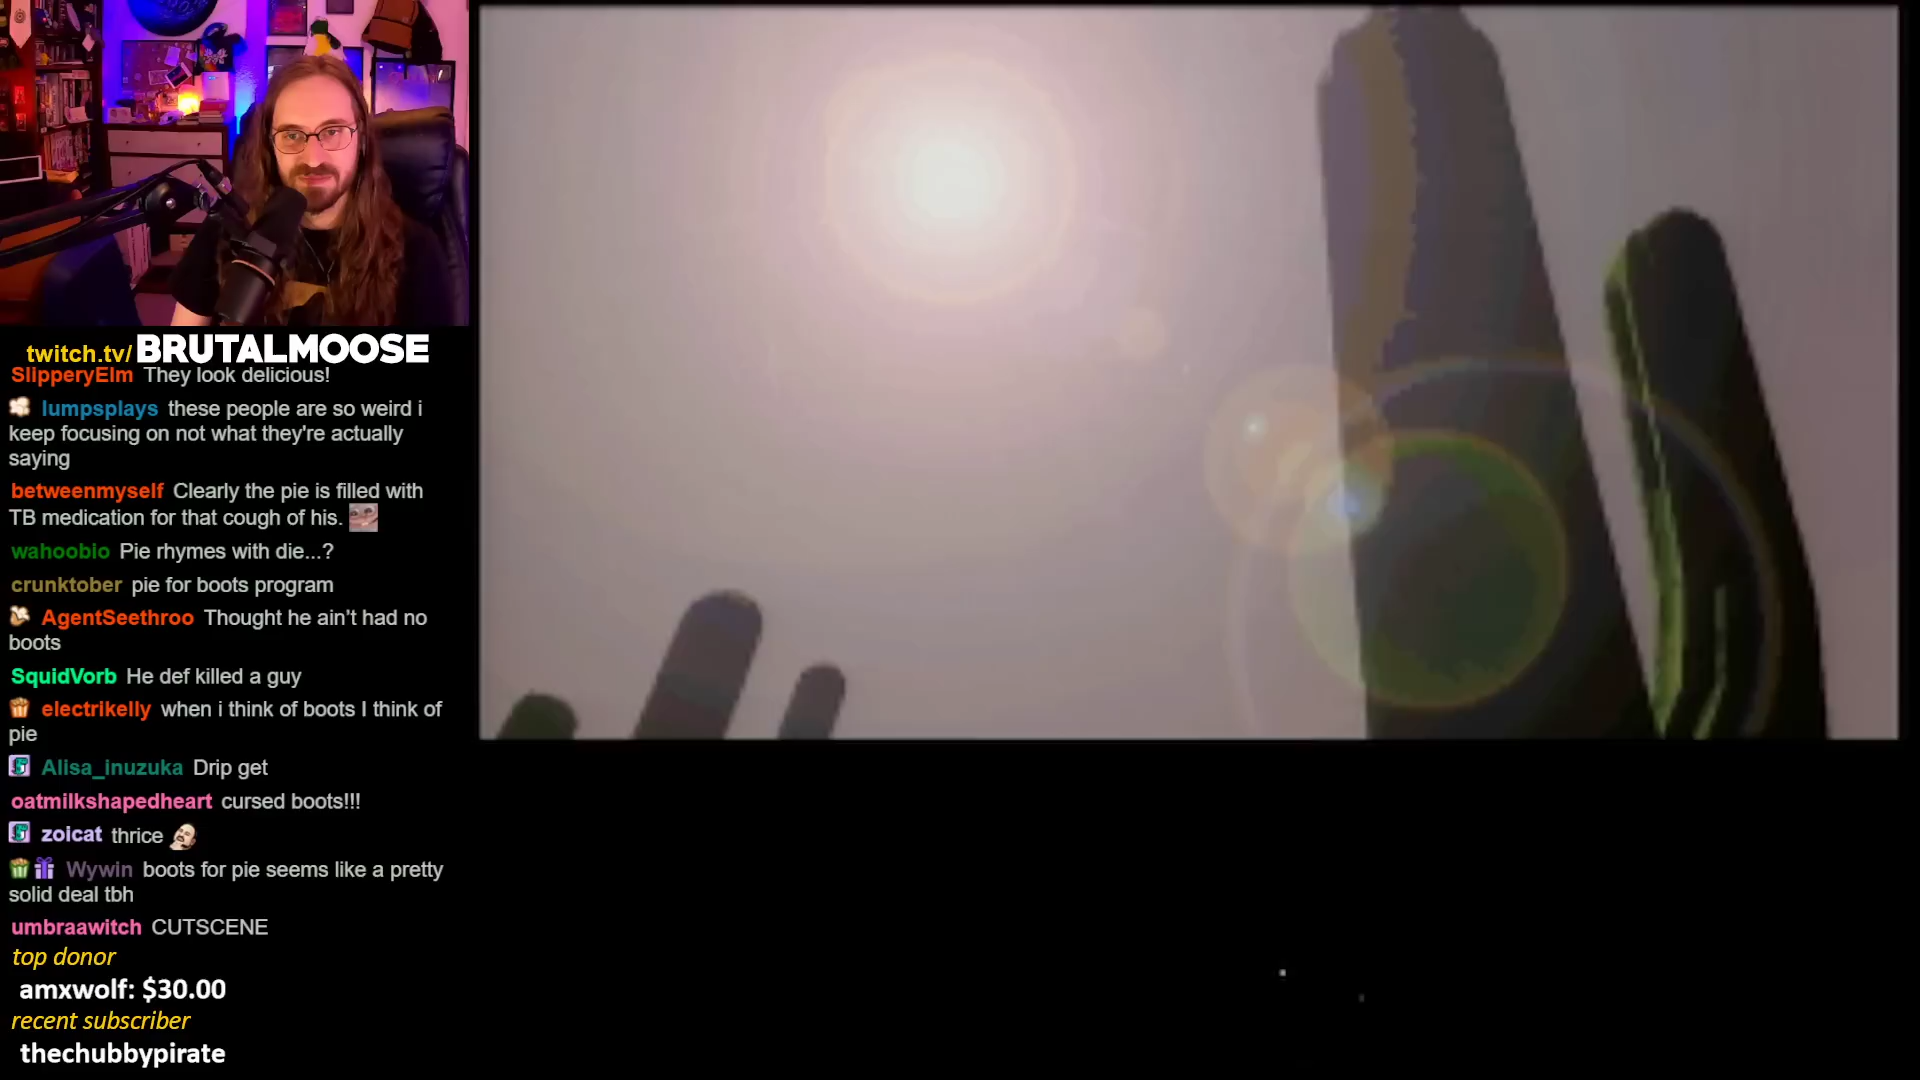 twitch.tv/BRUTALMOOSE
SlipperyElm They look delicious!
lumpsplays these people are so weird i
keep focusing on not what they're actually
saying
betweenmyself Clearly the pie is filled with
TB medication for that cough of his.
wahoobio Pie rhymes with die...?
crunktober pie for boots program
AgentSeethroo Thought he ain't had no
boots
SquidVorb He def killed a guy
electrikelly when i think of boots I think of
pie
Alisa_inuzuka Drip get
oatmilkshapedheart cursed boots!!!
zoicat thrice
Wywin boots for pie seems like a pretty
solid deal tbh
umbraawitch CUTSCENE
top donor
amxwolf: $30.00
recent subscriber
thechubbypirate